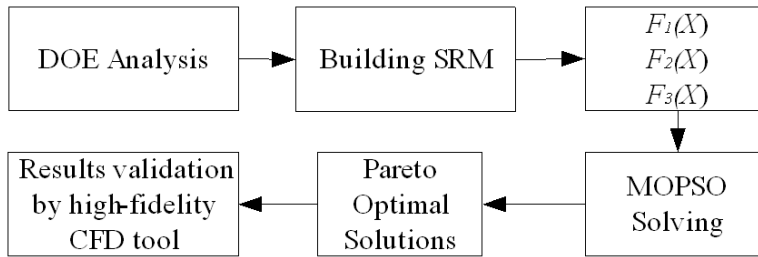 DOE Analysis
Building SRM
F1(X)
F2(X)
F3(X)
MOPSO
Solving
Pareto
Optimal
Solutions
Results validation
by high-fidelity
CFD tool